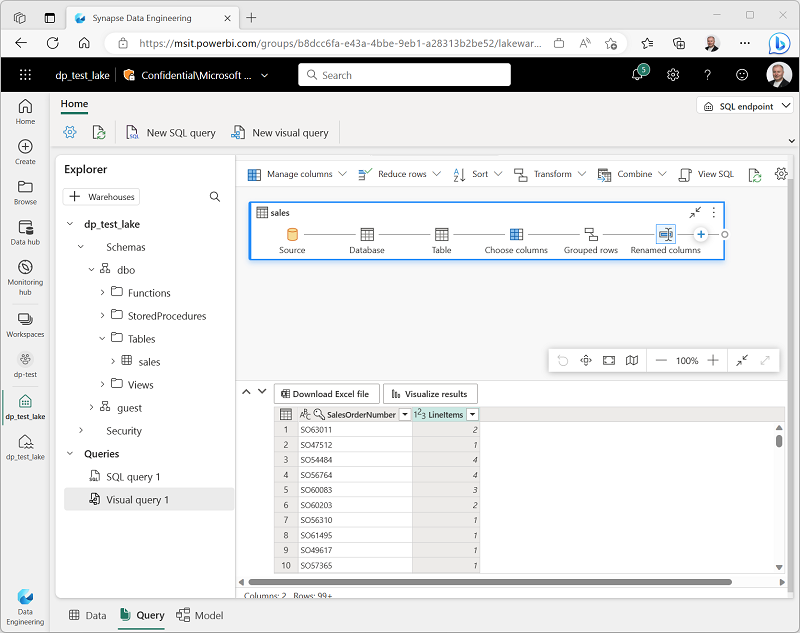 Synapse Data Engineering
https://msit.powerbi.com/groups/b8dcc6fa-e43a-4bbe-9eb1-a28313b2be52/lakewar...
dp_test_lake
Confidential\Microsoft ...
Search
5
Home
SQL endpoint
New SQL query
New visual query
Home
Create
Browse
Data hub
Monitoring
hub
Workspaces
dp-test
dp_test_lake
dp_test_lake
Data
Engineering
Explorer
Warehouses
dp_test_lake
Schemas
dbo
Functions
StoredProcedures
Tables
sales
Views
guest
Security
Queries
SQL query 1
Visual query 1
Manage columns
Reduce rows
Sort
Transform
Combine
View SQL
sales
Source
Database
Table
Choose columns
Grouped rows
Renamed columns
100%
Download Excel file
Visualize results
SalesOrderNumber
LineItems
1 SO63011 2
2 SO47512 1
3 SO54484 4
4 SO56764 4
5 SO60083 3
6 SO60203 2
7 SO56310 1
8 SO61495 1
9 SO49617 1
10 SO57365 1
Columns: 2 Rows: 99+
Data
Query
Model